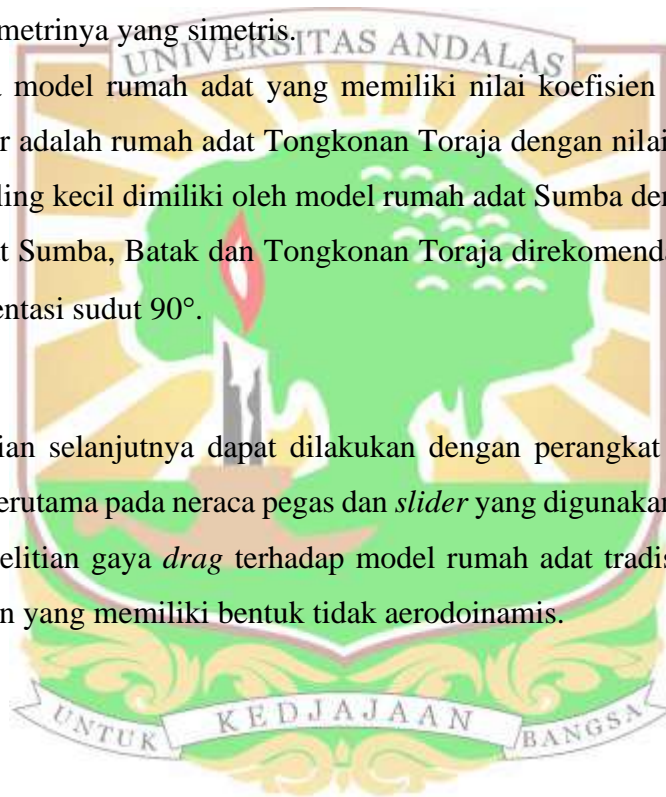 metrinya yang simetris.
UNIVERSITAS ANDALAS
model rumah adat yang memiliki nilai koefisien
r adalah rumah adat Tongkonan Toraja dengan nilai
ling kecil dimiliki oleh model rumah adat Sumba den
at Sumba, Batak dan Tongkonan Toraja direkomenda
entasi sudut 90°.
ian selanjutnya dapat dilakukan dengan perangkat
terutama pada neraca pegas dan slider yang digunakan
elitian gaya drag terhadap model rumah adat tradis
n yang memiliki bentuk tidak aerodoinamis.
UNTUK KEDJAJAAN BANGSA